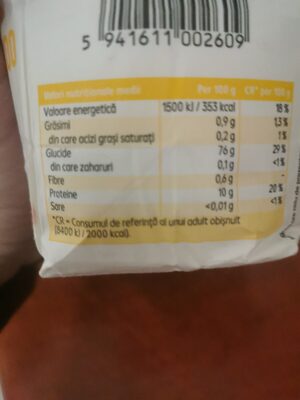 5 941611 002609
Valori nutriționale medii Per 100 g CR* per 100 g
Valoare energetică 1500 kJ / 353 kcal 18%
Grăsimi 0,9 g 1,3%
din care acizi grași saturați 0,2 g 1%
Glucide 76 g 29%
din care zaharuri 0,1 g <1%
Fibre 0,6 g -
Proteine 10 g 20%
Sare <0,01 g <1%
*CR = Consumul de referință al unui adult obișnuit
(8400 kJ / 2000 kcal).